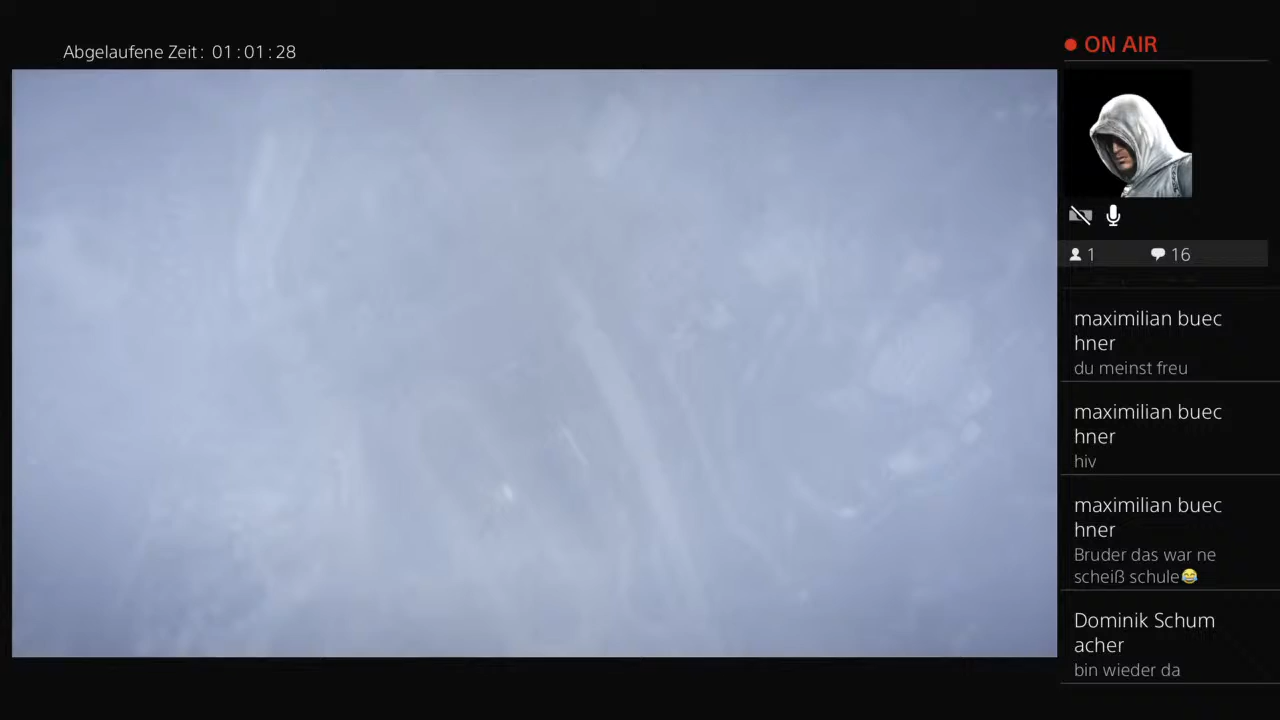 Abgelaufene Zeit: 01:01:28
ON AIR
1 16
maximilian buec
hner
du meinst freu
maximilian buec
hner
hiv
maximilian buec
hner
Bruder das war ne
scheiß schule😂
Dominik Schum
acher
bin wieder da